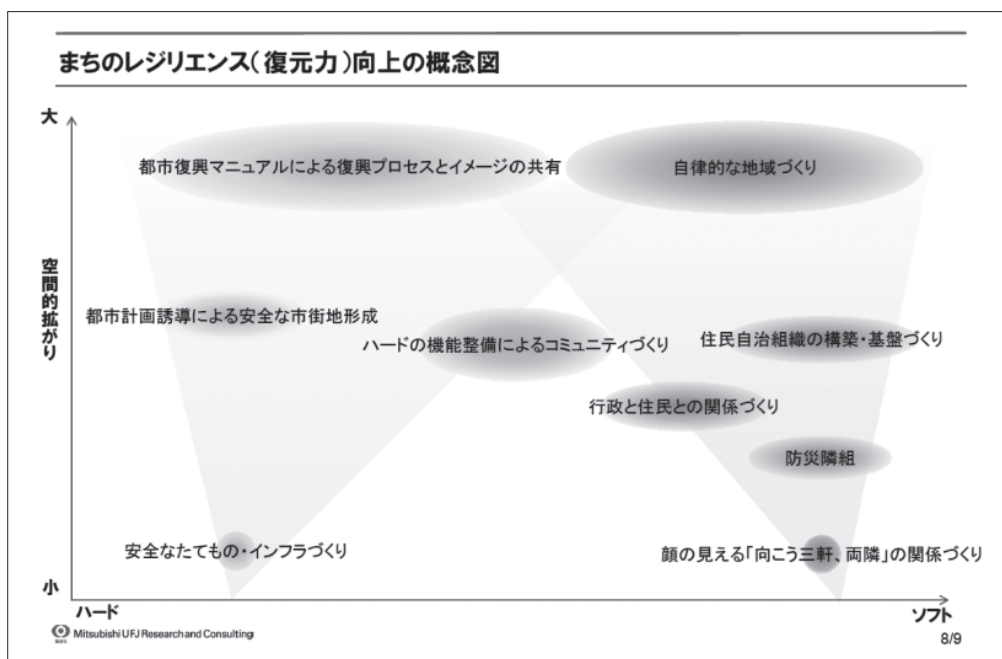 まちのレジリエンス(復元力)向上の概念図
大
都市復興マニュアルによる復興プロセスとイメージの共有
自律的な地域づくり
空間的拡がり
都市計画誘導による安全な市街地形成
ハードの機能整備によるコミュニティづくり
住民自治組織の構築・基盤づくり
行政と住民との関係づくり
防災隣組
安全なたてもの・インフラづくり
顔の見える「向こう三軒、両隣」の関係づくり
小
ハード
ソフト
Mitsubishi UFJ Research and Consulting
8/9